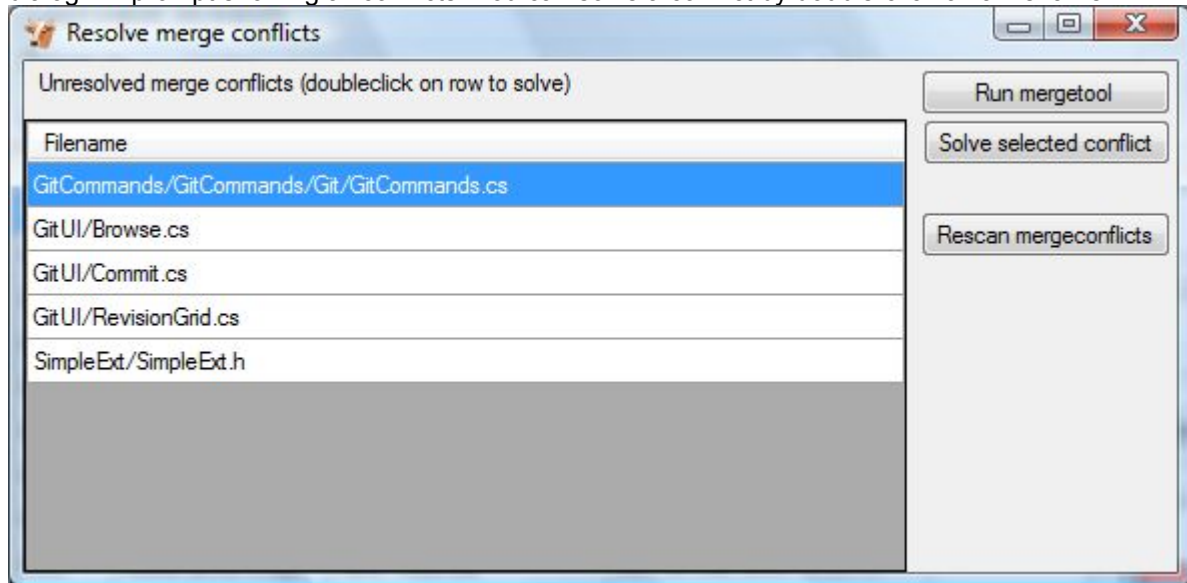 Resolve merge conflicts
Unresolved merge conflicts (doubleclick on row to solve)
Run mergetool
Filename
Solve selected conflict
GitCommands/GitCommands/Git/GitCommands.cs
GitUI/Browse.cs
Rescan mergeconflicts
GitUI/Commit.cs
GitUI/RevisionGrid.cs
SimpleExt/SimpleExt.h